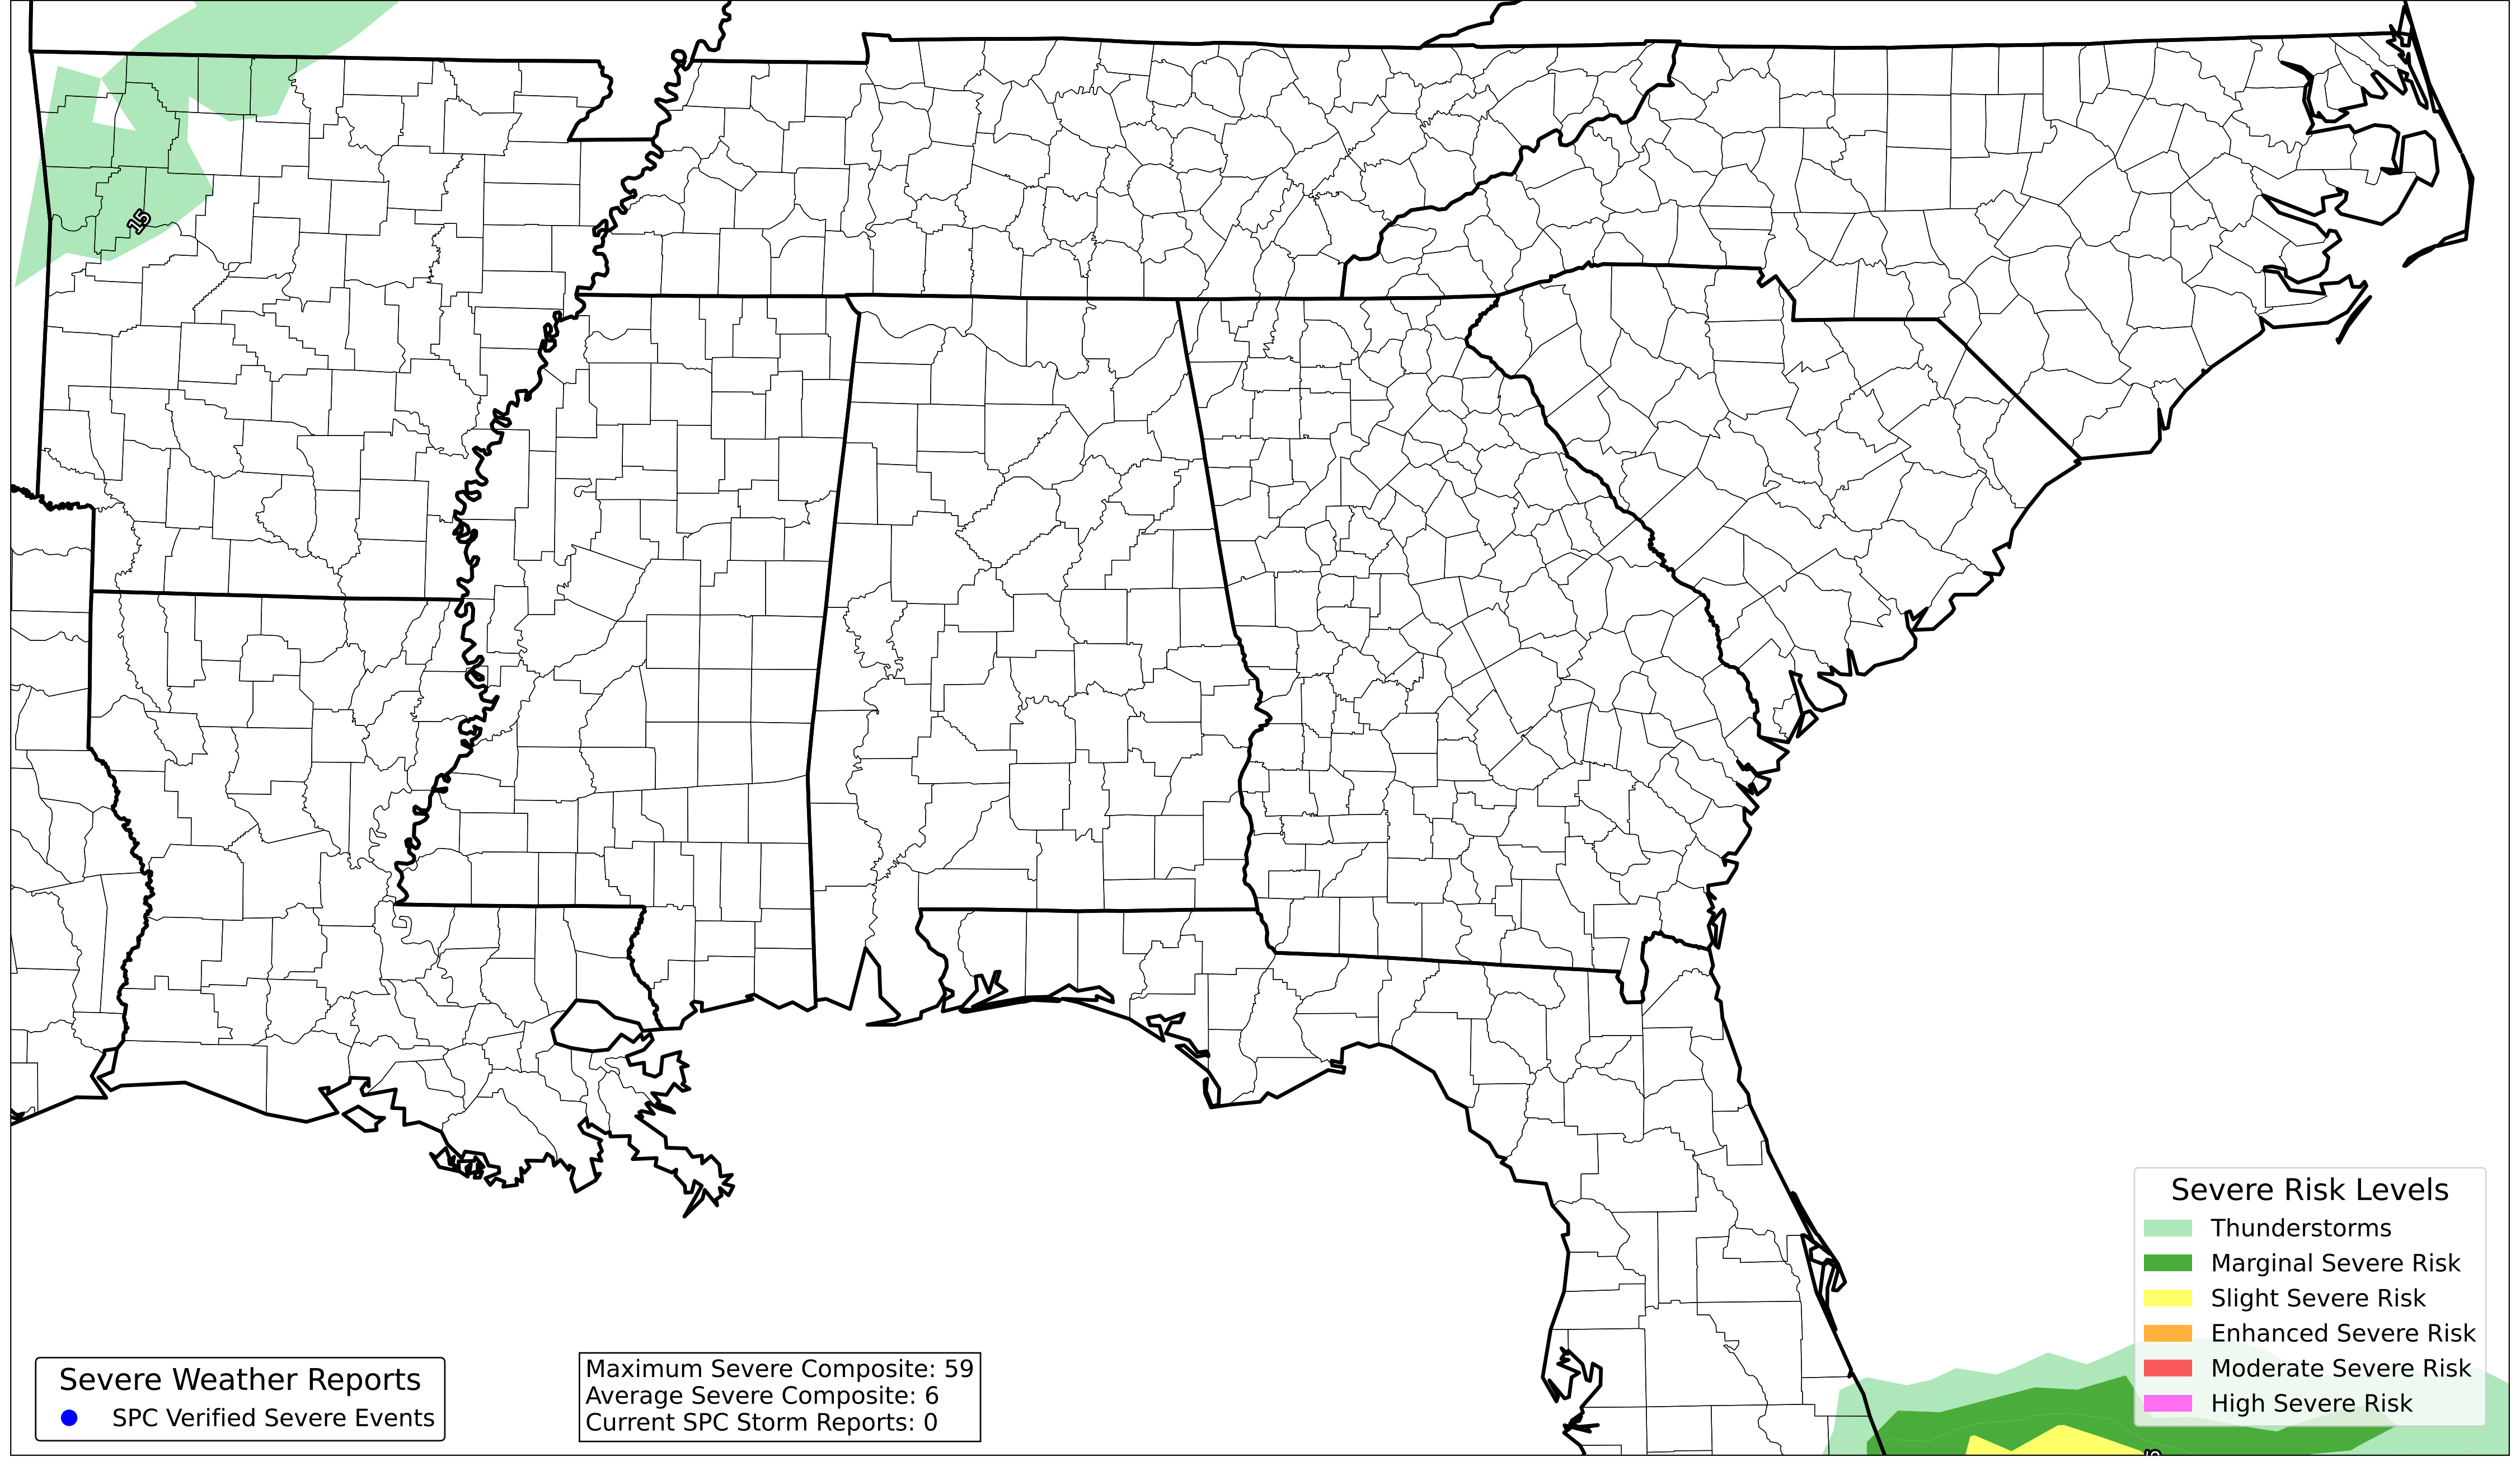 15
Severe Risk Levels
Thunderstorms
Marginal Severe Risk
Slight Severe Risk
Enhanced Severe Risk
Moderate Severe Risk
High Severe Risk
Severe Weather Reports
SPC Verified Severe Events
Maximum Severe Composite: 59
Average Severe Composite: 6
Current SPC Storm Reports: 0